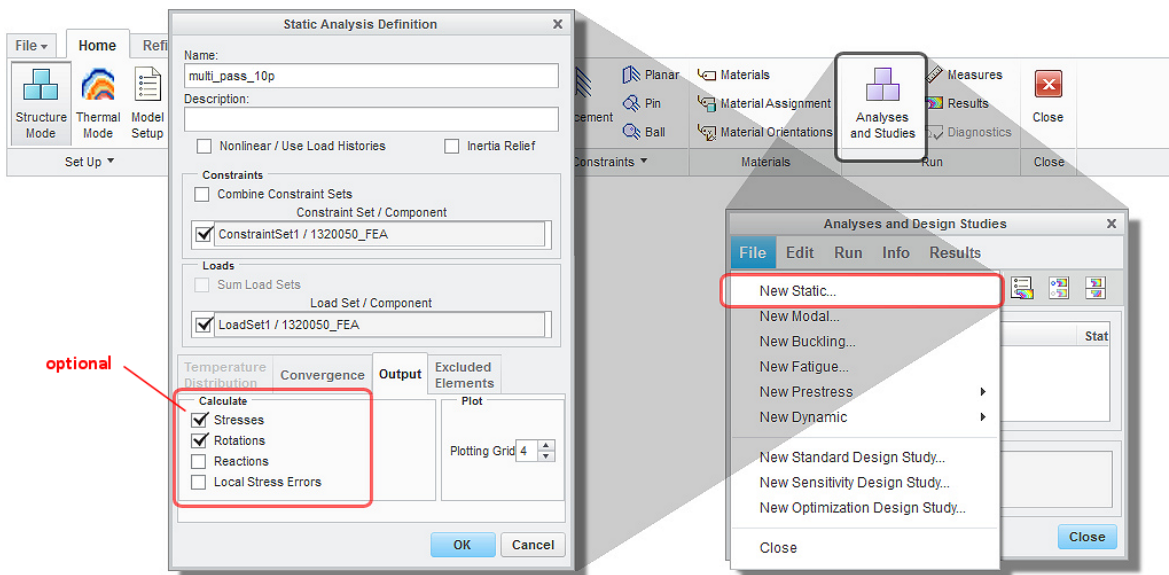 Static Analysis Definition X
Name:
multi_pass_10p
Description:
Nonlinear / Use Load Histories
Inertia Relief
Constraints
Combine Constraint Sets
Constraint Set / Component
ConstraintSet1 / 1320050_FEA
Loads
Sum Load Sets
Load Set / Component
LoadSet1 / 1320050_FEA
Temperature
Distribution
Convergence
Output
Excluded
Elements
Calculate
Stresses
Rotations
Reactions
Local Stress Errors
Plot
Plotting Grid 4
OK
Cancel
optional
File
Home
Structure
Mode
Thermal
Mode
Model
Setup
Set Up
Planar
Pin
Ball
Materials
Material Assignment
Material Orientations
Materials
Analyses
and Studies
Measures
Results
Diagnostics
Run
Close
Close
Analyses and Design Studies X
File Edit Run Info Results
New Static...
New Modal...
New Buckling...
New Fatigue...
New Prestress
New Dynamic
New Standard Design Study...
New Sensitivity Design Study...
New Optimization Design Study...
Close
Close